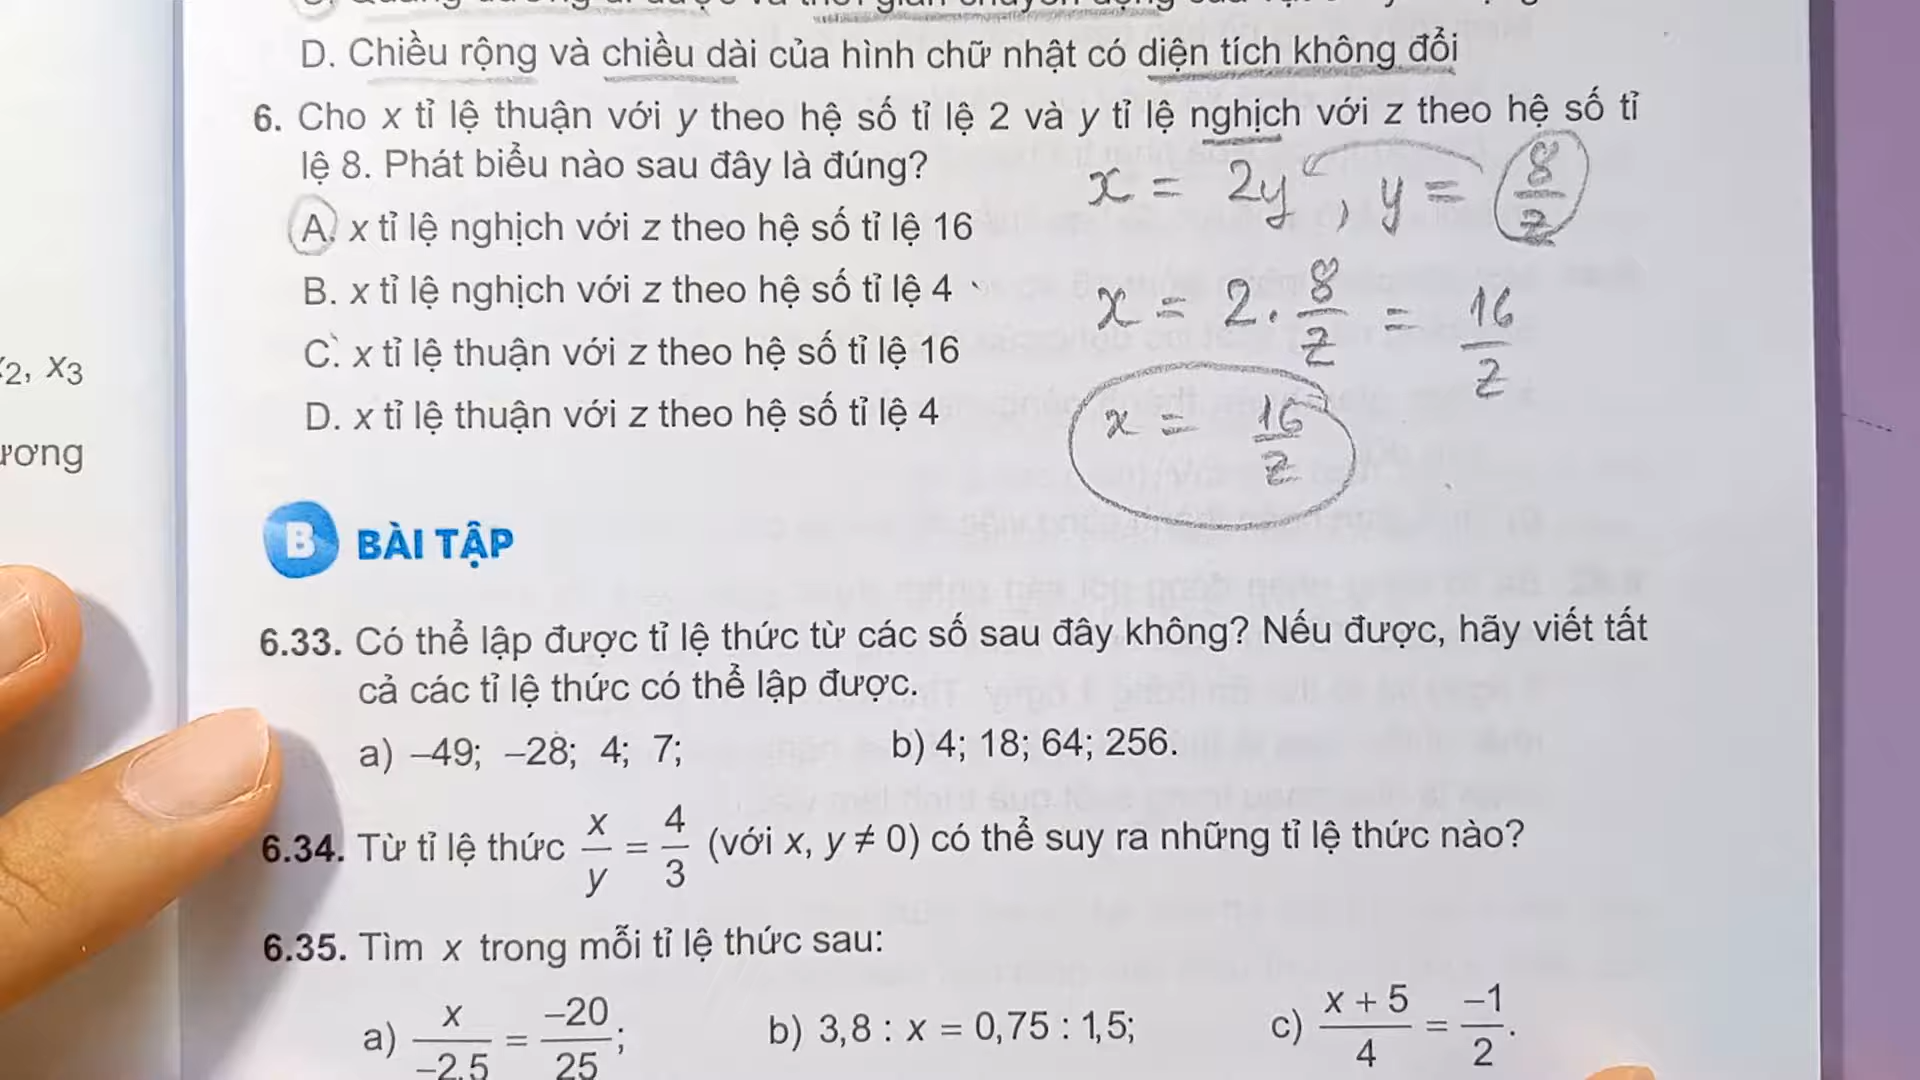 D. Chiều rộng và chiều dài của hình chữ nhật có diện tích không đổi
6. Cho x tỉ lệ thuận với y theo hệ số tỉ lệ 2 và y tỉ lệ nghịch với z theo hệ số tỉ
lệ 8. Phát biểu nào sau đây là đúng?
x = 2y , y = 8/z
A. x tỉ lệ nghịch với z theo hệ số tỉ lệ 16
B. x tỉ lệ nghịch với z theo hệ số tỉ lệ 4
x = 2 . 8/z = 16/z
C. x tỉ lệ thuận với z theo hệ số tỉ lệ 16
D. x tỉ lệ thuận với z theo hệ số tỉ lệ 4
x = 16/z
x2, x3
ương
B BÀI TẬP
6.33. Có thể lập được tỉ lệ thức từ các số sau đây không? Nếu được, hãy viết tất
cả các tỉ lệ thức có thể lập được.
a) –49; –28; 4; 7; b) 4; 18; 64; 256.
6.34. Từ tỉ lệ thức x/y = 4/3 (với x, y ≠ 0) có thể suy ra những tỉ lệ thức nào?
6.35. Tìm x trong mỗi tỉ lệ thức sau:
a) x/–2,5 = –20/25; b) 3,8 : x = 0,75 : 1,5; c) x + 5/4 = –1/2.